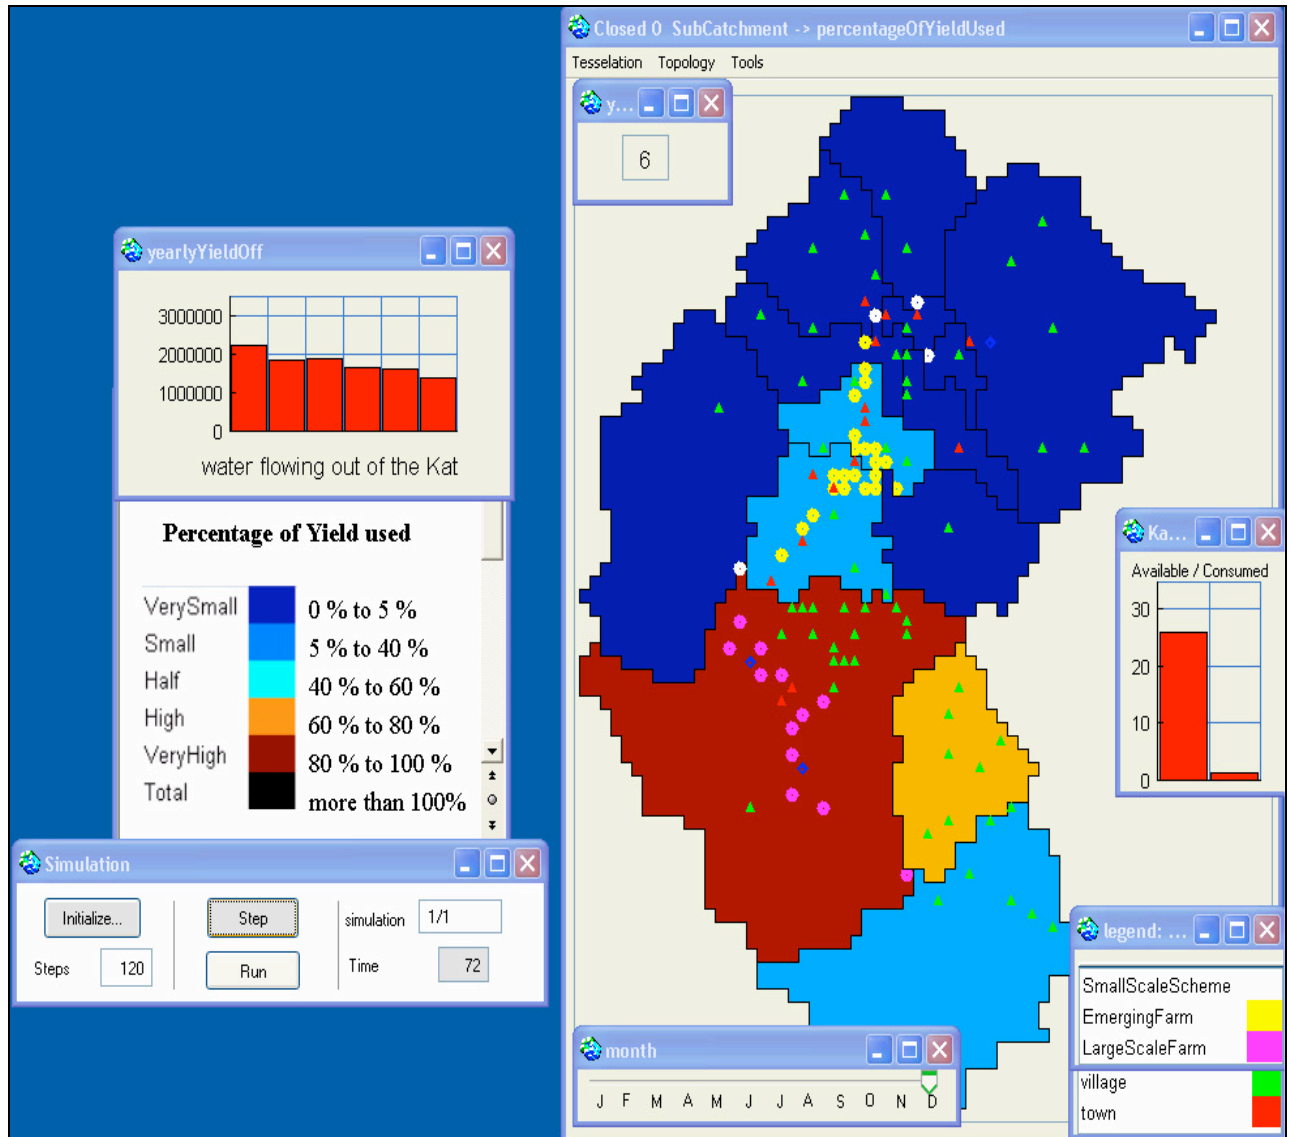 Closed 0 SubCatchment -> percentageOfYieldUsed
Tesselation Topology Tools
y...
6
yearlyYieldOff
3000000
2000000
1000000
0
water flowing out of the Kat
Percentage of Yield used
VerySmall 0 % to 5 %
Small 5 % to 40 %
Half 40 % to 60 %
High 60 % to 80 %
VeryHigh 80 % to 100 %
Total more than 100%
Ka...
Available / Consumed
30
20
10
0
Simulation
Initialize... Step simulation 1/1
Steps 120 Run Time 72
legend: ...
SmallScaleScheme
EmergingFarm
LargeScaleFarm
village
town
month
J F M A M J J A S O N D